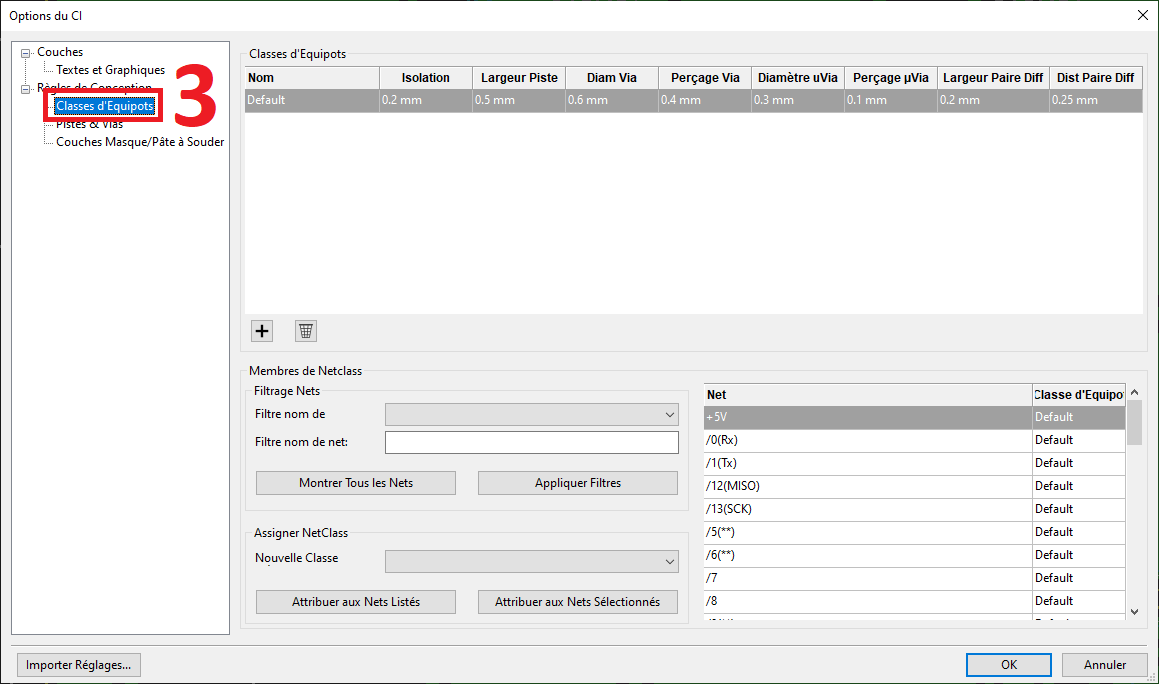 Options du CI
Couches
Textes et Graphiques
Règles de Conception
Classes d'Equipots
3
Pistes & Vias
Couches Masque/Pâte à Souder
Classes d'Equipots
Nom Isolation Largeur Piste Diam Via Perçage Via Diamètre uVia Perçage µVia Largeur Paire Diff Dist Paire Diff
Default 0.2 mm 0.5 mm 0.6 mm 0.4 mm 0.3 mm 0.1 mm 0.2 mm 0.25 mm
+
Membres de Netclass
Filtrage Nets
Filtre nom de
Filtre nom de net:
Montrer Tous les Nets Appliquer Filtres
Assigner NetClass
Nouvelle Classe
Attribuer aux Nets Listés Attribuer aux Nets Sélectionnés
Net Classe d'Equipo
+5V Default
/0(Rx) Default
/1(Tx) Default
/12(MISO) Default
/13(SCK) Default
/5(**) Default
/6(**) Default
/7 Default
/8 Default
Importer Réglages... OK Annuler